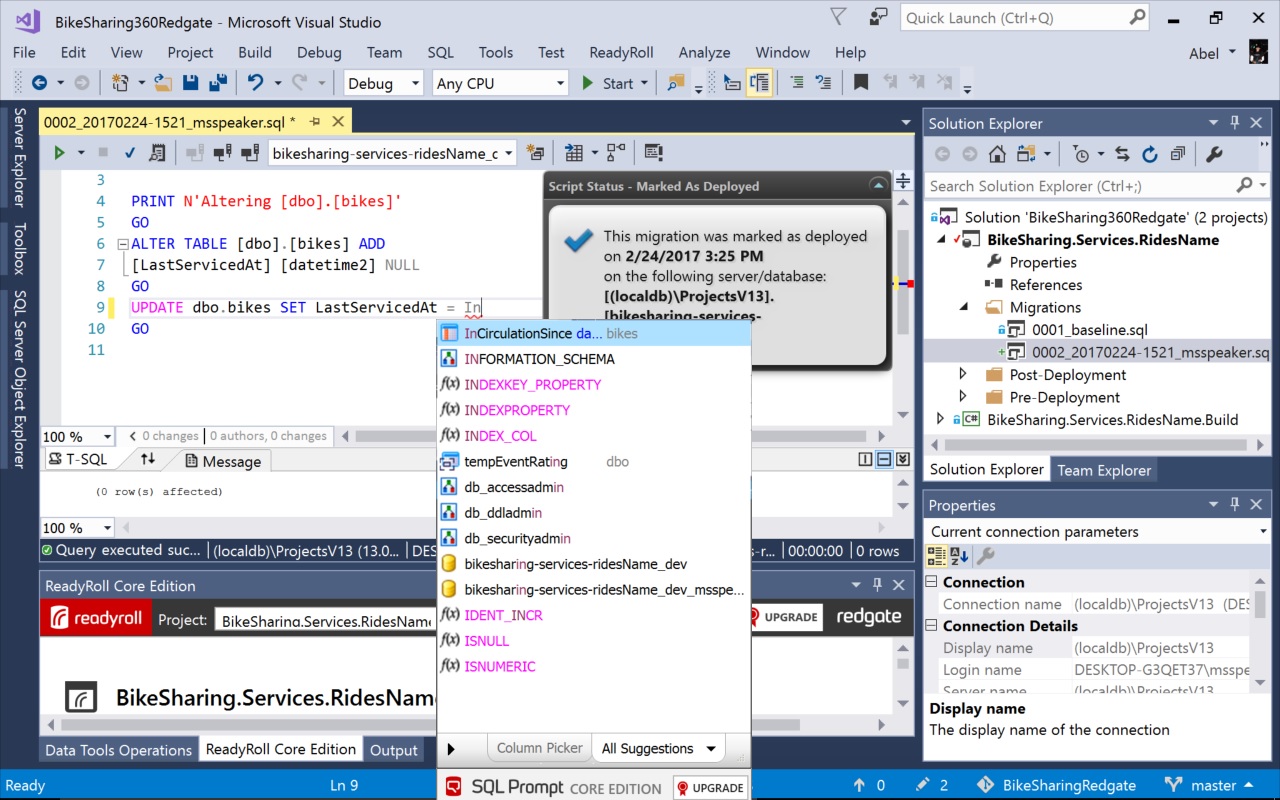 BikeSharing360Redgate - Microsoft Visual Studio
Quick Launch (Ctrl+Q)
File Edit View Project Build Debug Team SQL Tools Test ReadyRoll Analyze Window Help
Abel
Debug Any CPU Start
Server Explorer
Toolbox
SQL Server Object Explorer
0002_20170224-1521_msspeaker.sql *
bikesharing-services-ridesName_c
3
4 PRINT N'Altering [dbo].[bikes]'
5 GO
6 ALTER TABLE [dbo].[bikes] ADD
7 [LastServicedAt] [datetime2] NULL
8 GO
9 UPDATE dbo.bikes SET LastServicedAt = In
10 GO
11
Script Status - Marked As Deployed
This migration was marked as deployed
on 2/24/2017 3:25 PM
on the following server/database:
[(localdb)\ProjectsV13].
[bikesharing-services-
InCirculationSince da... bikes
INFORMATION_SCHEMA
INDEXKEY_PROPERTY
INDEXPROPERTY
INDEX_COL
tempEventRating dbo
db_accessadmin
db_ddladmin
db_securityadmin
bikesharing-services-ridesName_dev
bikesharing-services-ridesName_dev_msspe...
IDENT_INCR
ISNULL
ISNUMERIC
Column Picker All Suggestions
SQL Prompt CORE EDITION UPGRADE
100 % 0 changes | 0 authors, 0 changes
T-SQL Message
(0 row(s) affected)
100 %
Query executed suc... (localdb)\ProjectsV13 (13.0... DES
s-r... 00:00:00 0 rows
ReadyRoll Core Edition
readyroll Project: BikeSharing.Services.RidesName
UPGRADE redgate
BikeSharing.Services.RidesName
Data Tools Operations ReadyRoll Core Edition Output
Solution Explorer
Search Solution Explorer (Ctrl+;)
Solution 'BikeSharing360Redgate' (2 projects)
BikeSharing.Services.RidesName
Properties
References
Migrations
0001_baseline.sql
0002_20170224-1521_msspeaker.sq
Post-Deployment
Pre-Deployment
C# BikeSharing.Services.RidesName.Build
Solution Explorer Team Explorer
Properties
Current connection parameters
Connection
Connection name (localdb)\ProjectsV13 (DES
Connection Details
Display name (localdb)\ProjectsV13
Login name DESKTOP-G3QET37\msspe
Server name (localdb)\ProjectsV13
Display name
The display name of the connection
Ready Ln 9 0 2 BikeSharingRedgate master